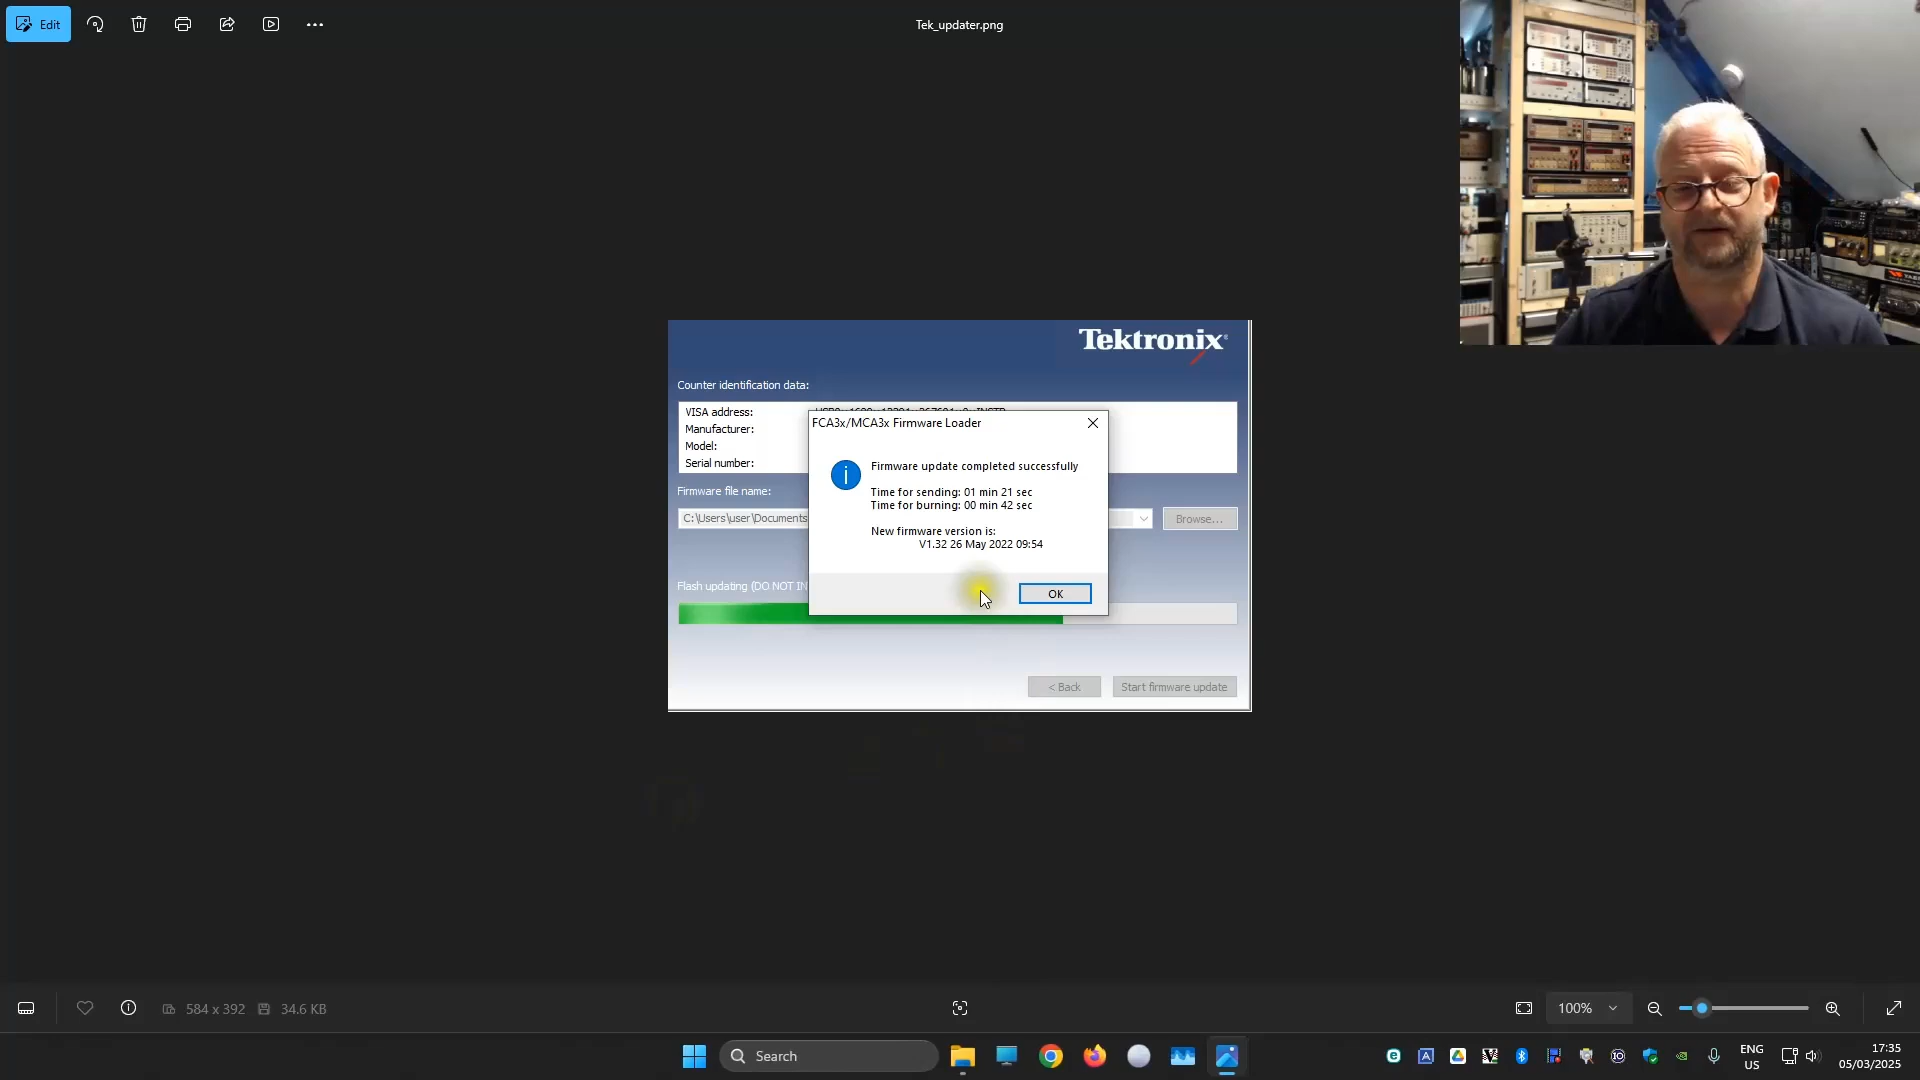 Edit
Tek_updater.png
Tektronix
Counter identification data:
VISA address:
Manufacturer:
Model:
Serial number:
Firmware file name:
C:\Users\user\Documents
Browse...
Flash updating (DO NOT IN
< Back
Start firmware update
FCA3x/MCA3x Firmware Loader
Firmware update completed successfully
Time for sending: 01 min 21 sec
Time for burning: 00 min 42 sec
New firmware version is:
V1.32 26 May 2022 09:54
OK
584 x 392
34.6 KB
100%
Search
ENG
US
17:35
05/03/2025